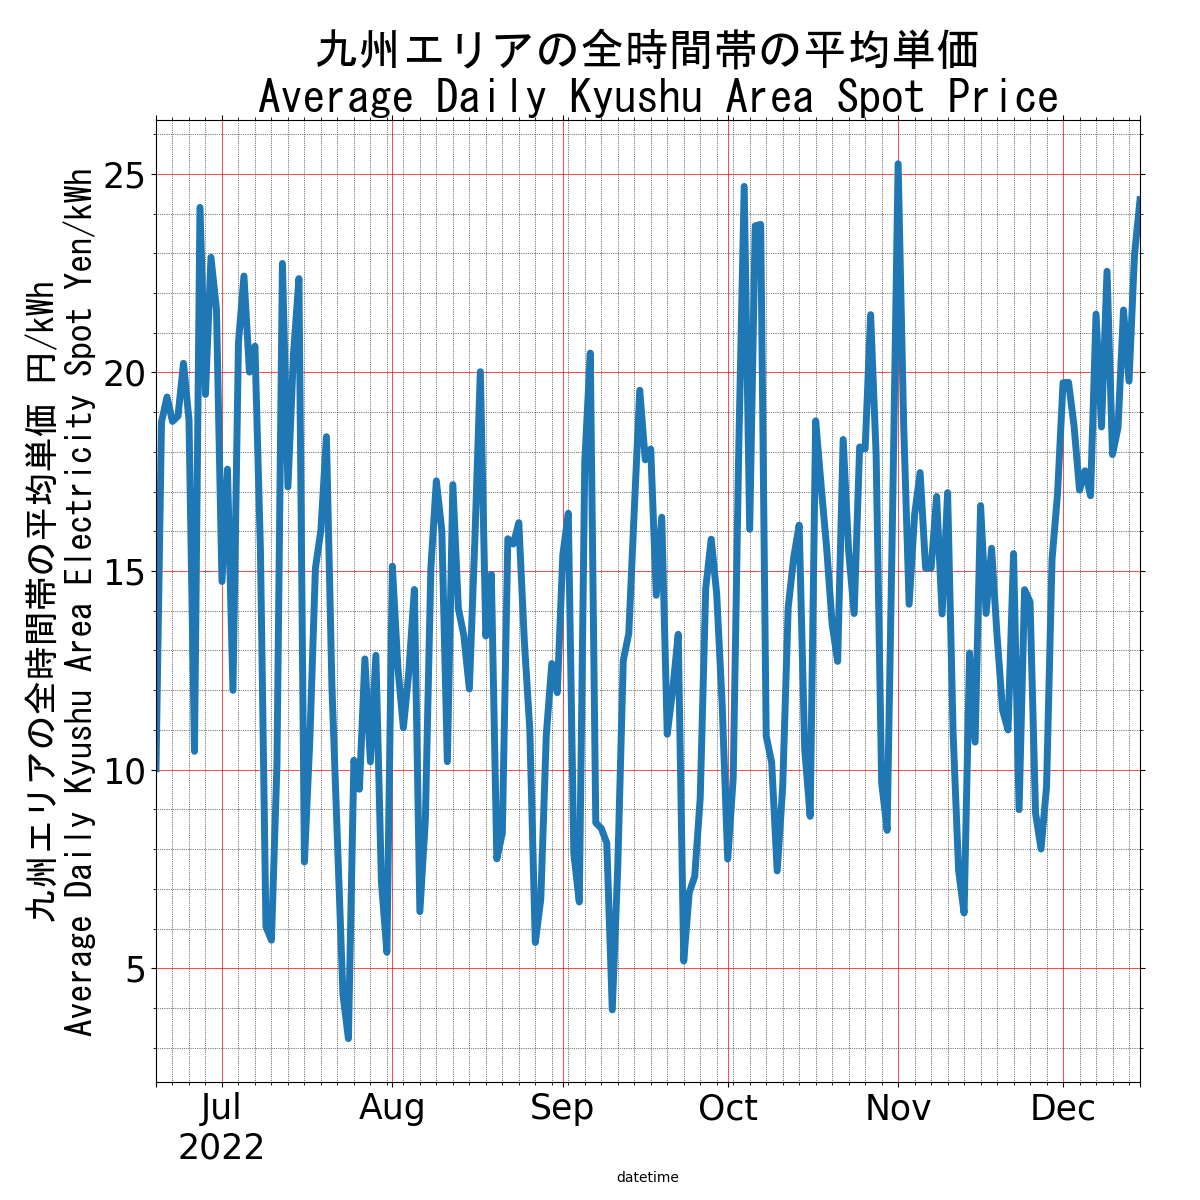 九州エリアの全時間帯の平均単価
Average Daily Kyushu Area Spot Price
九州エリアの全時間帯の平均単価 円/kWh
Average Daily Kyushu Area Electricity Spot Yen/kWh
25
20
15
10
5
Jul Aug Sep Oct Nov Dec
2022
datetime